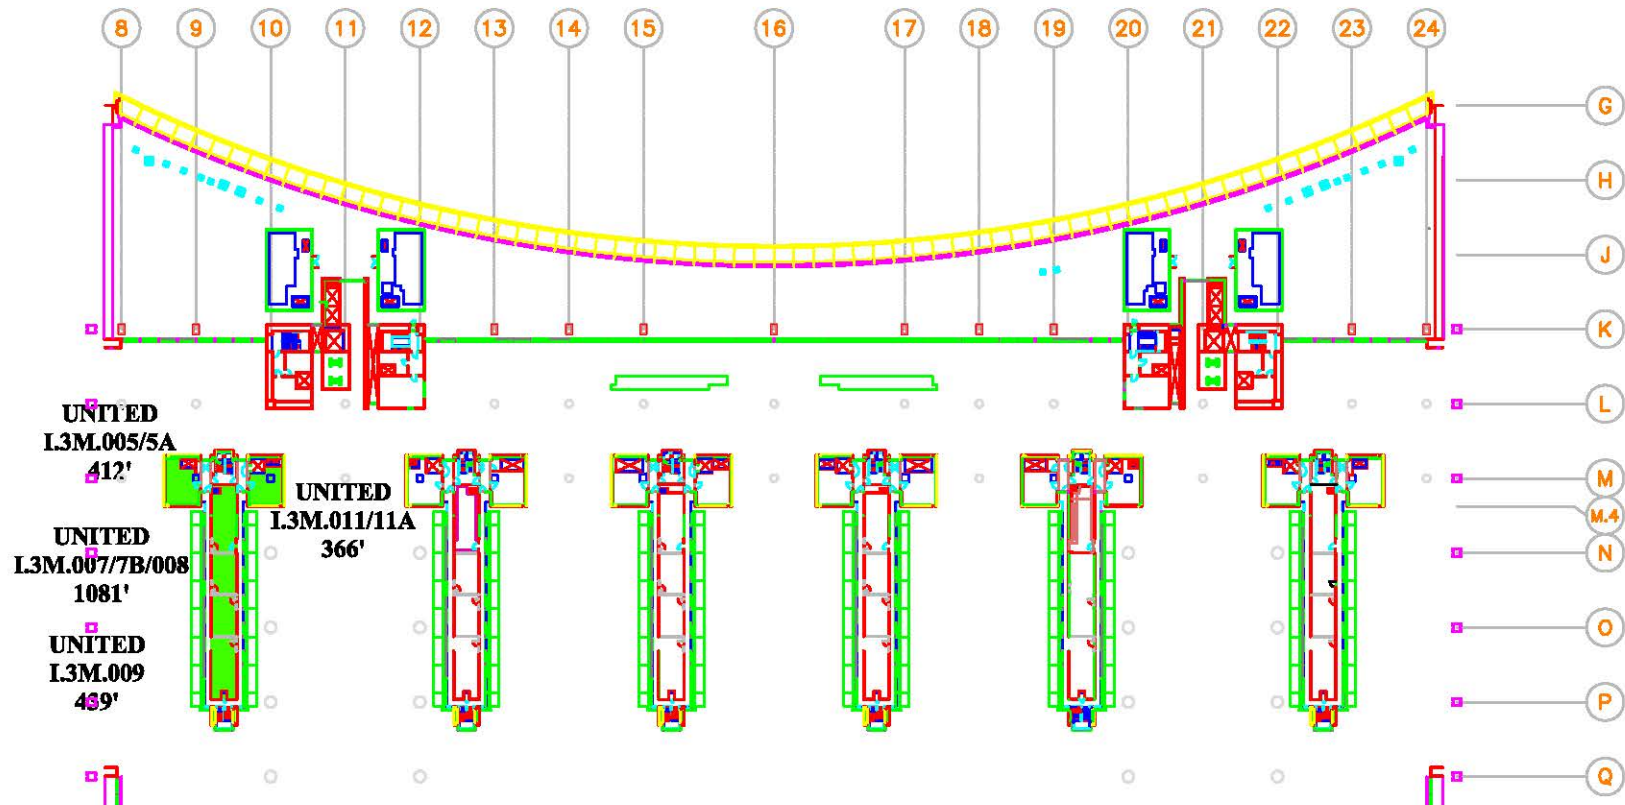 8 9 10 11 12 13 14 15 16 17 18 19 20 21 22 23 24
G
H
J
K
L
UNITED
I.3M.005/5A
412'
M
UNITED
I.3M.011/11A
366'
M.4
UNITED
I.3M.007/7B/008
1081'
N
O
UNITED
I.3M.009
439'
P
Q